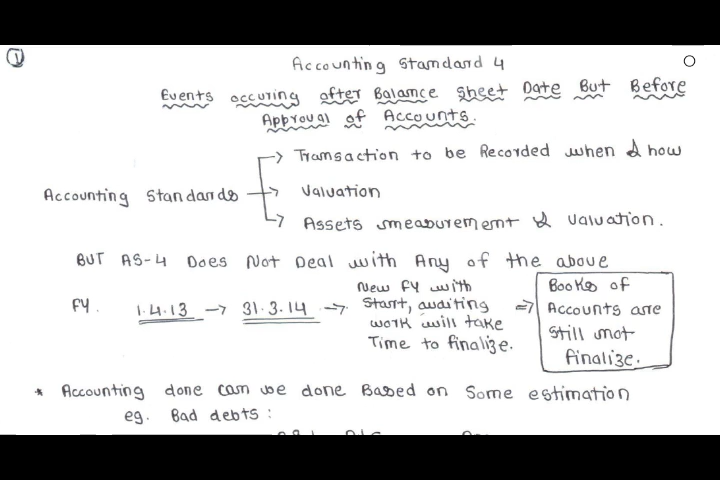 1
Accounting Standard 4
Events occuring after Balance Sheet Date But Before
Approval of Accounts.
Transaction to be Recorded when & how
Accounting Standards
Valuation
Assets measurement & valuation.
BUT AS-4 Does Not Deal with Any of the above
FY. 1.4.13 → 31.3.14 →
New FY with
Start, auditing
work will take
Time to finalize.
⇒
Books of
Accounts are
Still not
finalize.
* Accounting done can be done Based on Some estimation
eg. Bad debts: